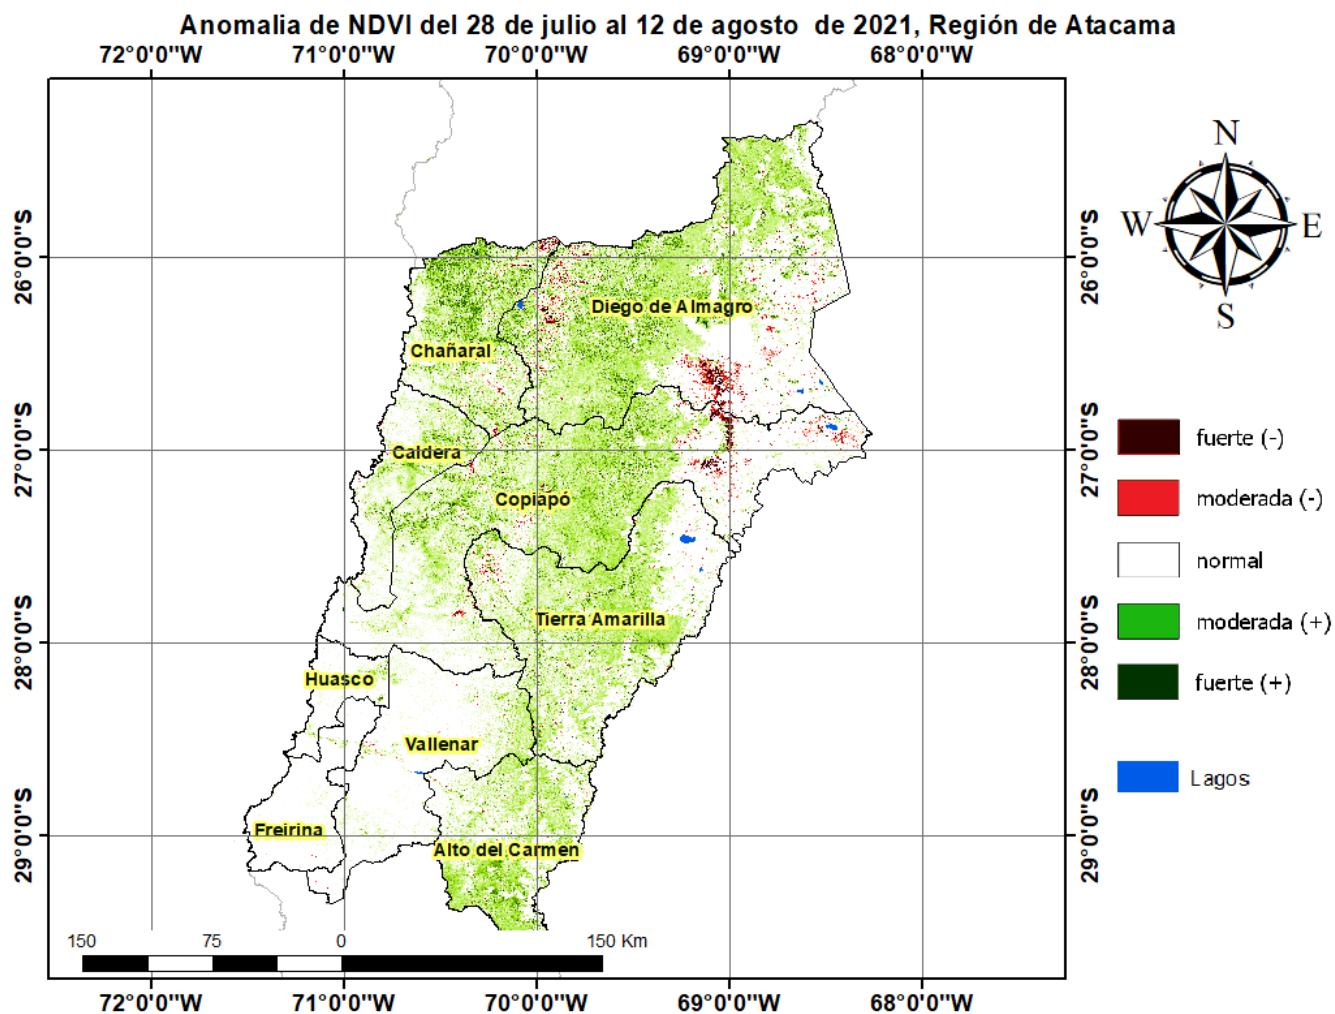 Anomalia de NDVI del 28 de julio al 12 de agosto de 2021, Región de Atacama
72°0'0"W 71°0'0"W 70°0'0"W 69°0'0"W 68°0'0"W
N
W E
S
26°0'0"S 26°0'0"S
Diego de Almagro
Chañaral
27°0'0"S 27°0'0"S
Caldera
Copiapó
fuerte (-)
moderada (-)
normal
moderada (+)
fuerte (+)
Lagos
28°0'0"S 28°0'0"S
Tierra Amarilla
Huasco
Vallenar
29°0'0"S 29°0'0"S
Freirina
Alto del Carmen
150 75 0 150 Km
72°0'0"W 71°0'0"W 70°0'0"W 69°0'0"W 68°0'0"W